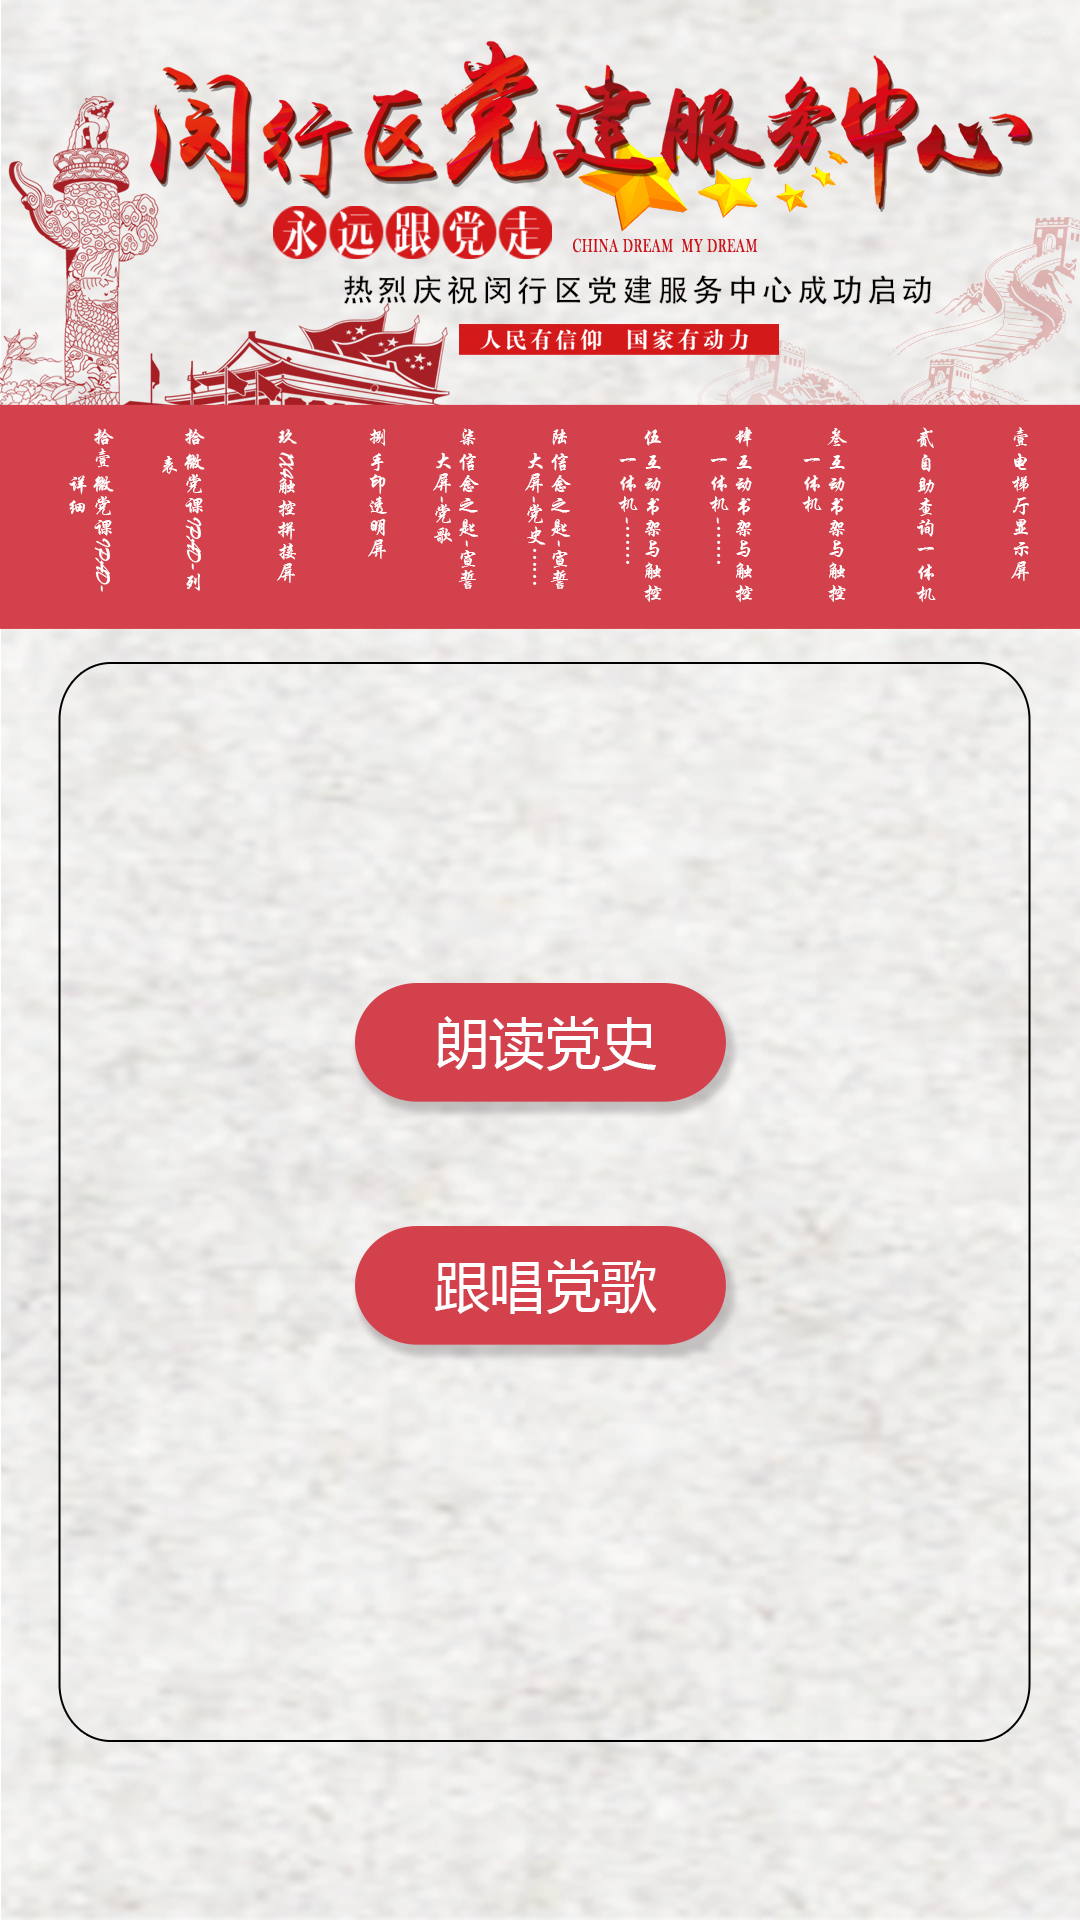 闵行区党建服务中心
永远跟党走
CHINA DREAM MY DREAM
热烈庆祝闵行区党建服务中心成功启动
人民有信仰 国家有动力
壹电梯厅显示屏
贰自助查询一体机
叁互动书架与触控
一体机
肆互动书架与触控
一体机-……
伍互动书架与触控
一体机-……
陆信念之匙-宣誓
大屏-党史……
柒信念之匙-宣誓
大屏-党歌
捌手印透明屏
玖1X4触控拼接屏
拾微党课IPAD-列
表
拾壹微党课IPAD-
详细
朗读党史
跟唱党歌